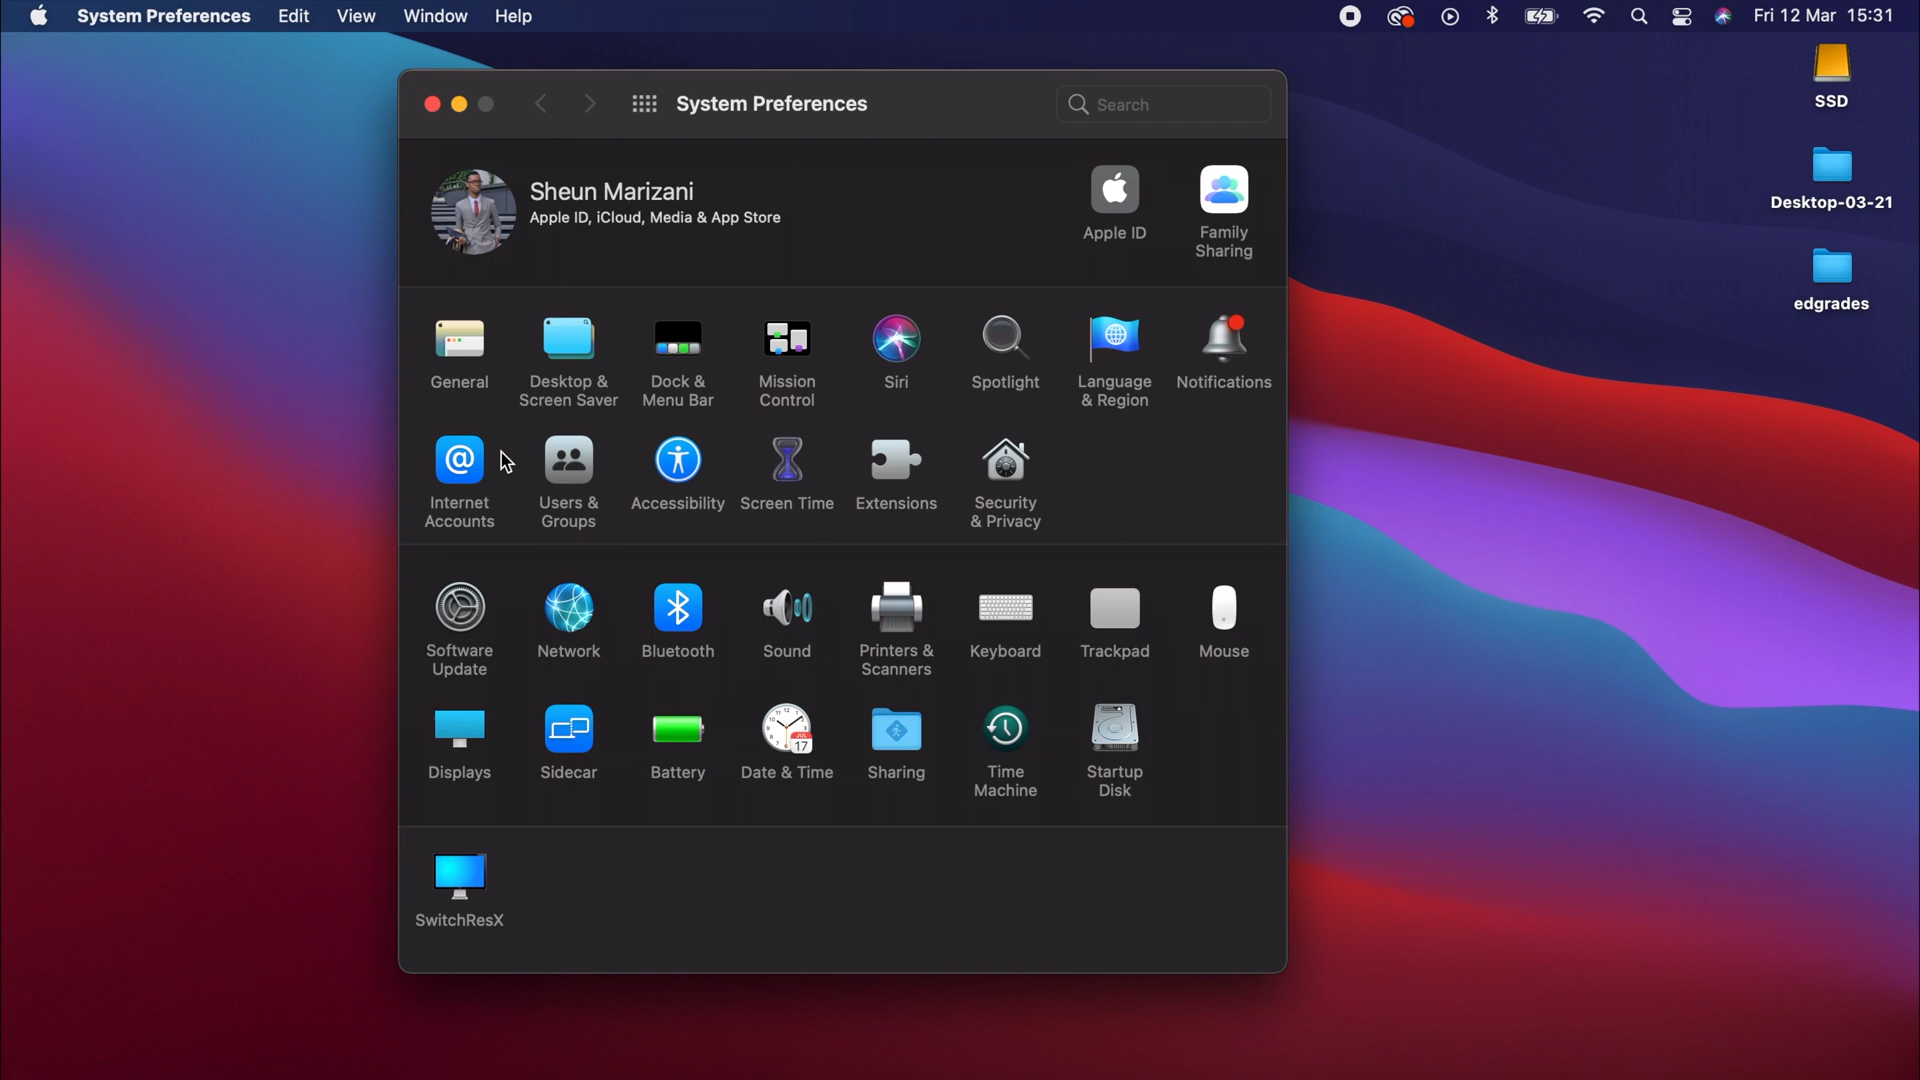 System Preferences Edit View Window Help Fri 12 Mar 15:31
SSD
Desktop-03-21
edgrades
System Preferences
Search
Sheun Marizani
Apple ID, iCloud, Media & App Store
Apple ID
Family
Sharing
General
Desktop &
Screen Saver
Dock &
Menu Bar
Mission
Control
Siri
Spotlight
Language
& Region
Notifications
@
Internet
Accounts
Users &
Groups
Accessibility
Screen Time
Extensions
Security
& Privacy
Software
Update
Network
Bluetooth
Sound
Printers &
Scanners
Keyboard
Trackpad
Mouse
Displays
Sidecar
Battery
JUL
17
Date & Time
Sharing
Time
Machine
Startup
Disk
SwitchResX